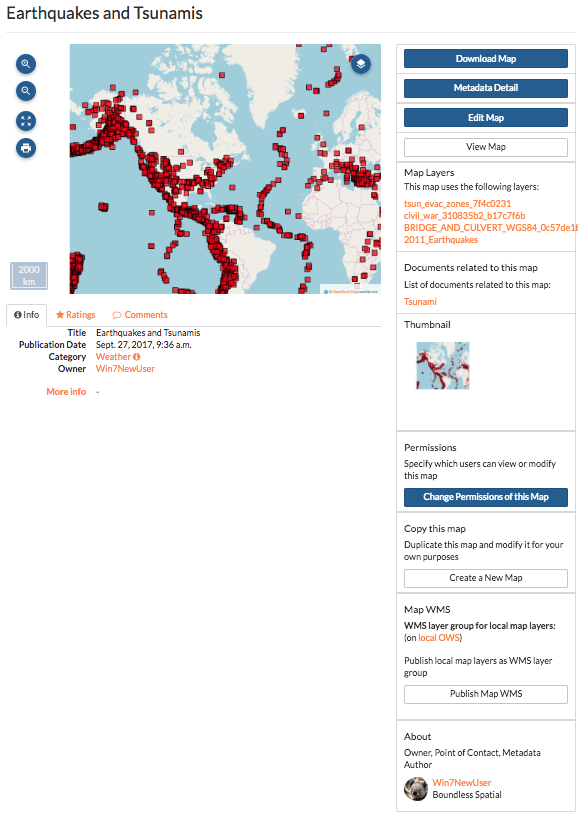 Earthquakes and Tsunamis
2000
km
© OpenStreetMap contributors
Info
Ratings
Comments
Title Earthquakes and Tsunamis
Publication Date Sept. 27, 2017, 9:36 a.m.
Category Weather
Owner Win7NewUser
More info -
Download Map
Metadata Detail
Edit Map
View Map
Map Layers
This map uses the following layers:
tsun_evac_zones_7f4c0231
civil_war_310835b2_b17c7f6b
BRIDGE_AND_CULVERT_WGS84_0c57de1f
2011_Earthquakes
Documents related to this map
List of documents related to this map:
Tsunami
Thumbnail
Permissions
Specify which users can view or modify
this map
Change Permissions of this Map
Copy this map
Duplicate this map and modify it for your
own purposes
Create a New Map
Map WMS
WMS layer group for local map layers:
(on local OWS)
Publish local map layers as WMS layer
group
Publish Map WMS
About
Owner, Point of Contact, Metadata
Author
Win7NewUser
Boundless Spatial